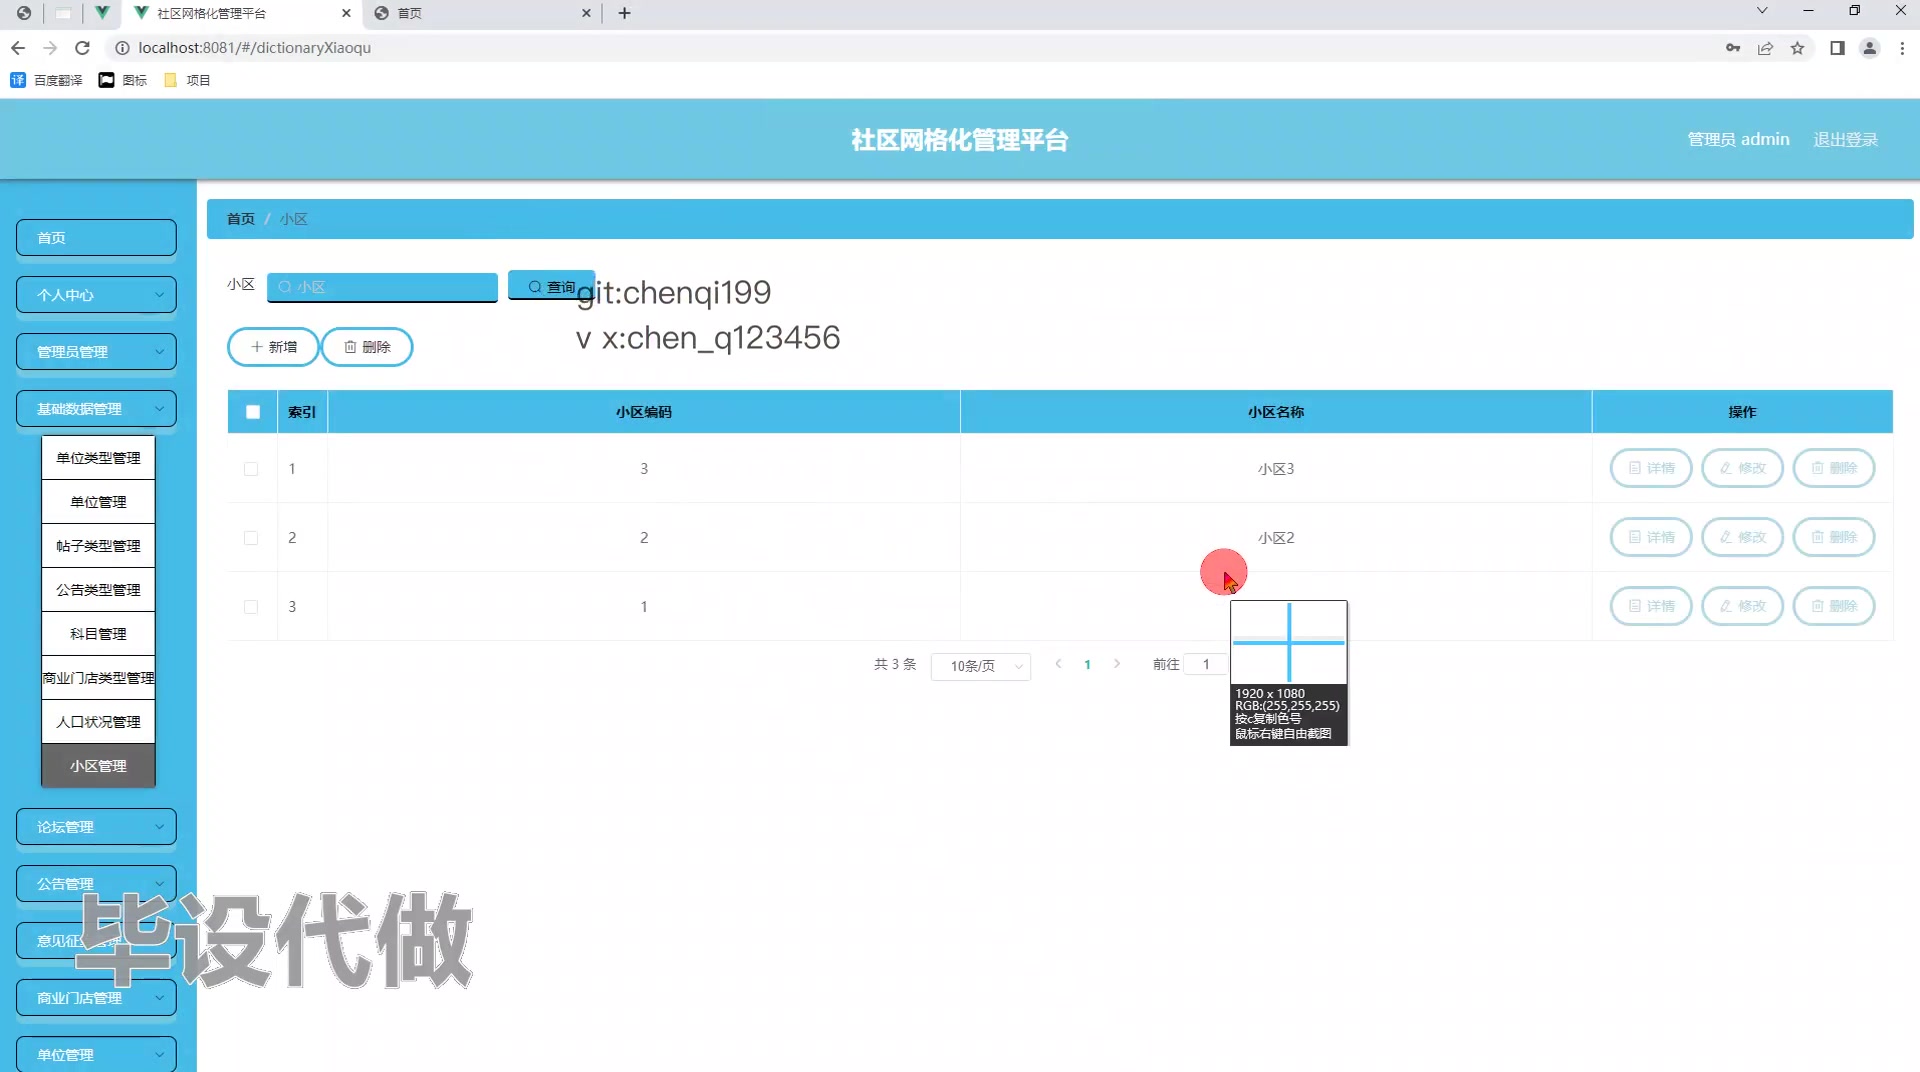 社区网格化管理平台
首页
localhost:8081/#/dictionaryXiaoqu
百度翻译
图标
项目
社区网格化管理平台
管理员 admin
退出登录
首页
个人中心
管理员管理
基础数据管理
单位类型管理
单位管理
帖子类型管理
公告类型管理
科目管理
商业门店类型管理
人口状况管理
小区管理
论坛管理
公告管理
商业门店管理
单位管理
首页 / 小区
小区
小区
查询
git:chenqi199
v x:chen_q123456
新增
删除
索引 小区编码 小区名称 操作
1 3 小区3 详情 修改 删除
2 2 小区2 详情 修改 删除
3 1 详情 修改 删除
共 3 条 10条/页 1 前往 1
1920 x 1080
RGB:(255,255,255)
按c复制色号
鼠标右键自由截图
毕设代做